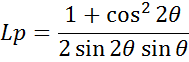 Lp = (1 + cos² 2θ) / (2 sin 2θ sin θ)